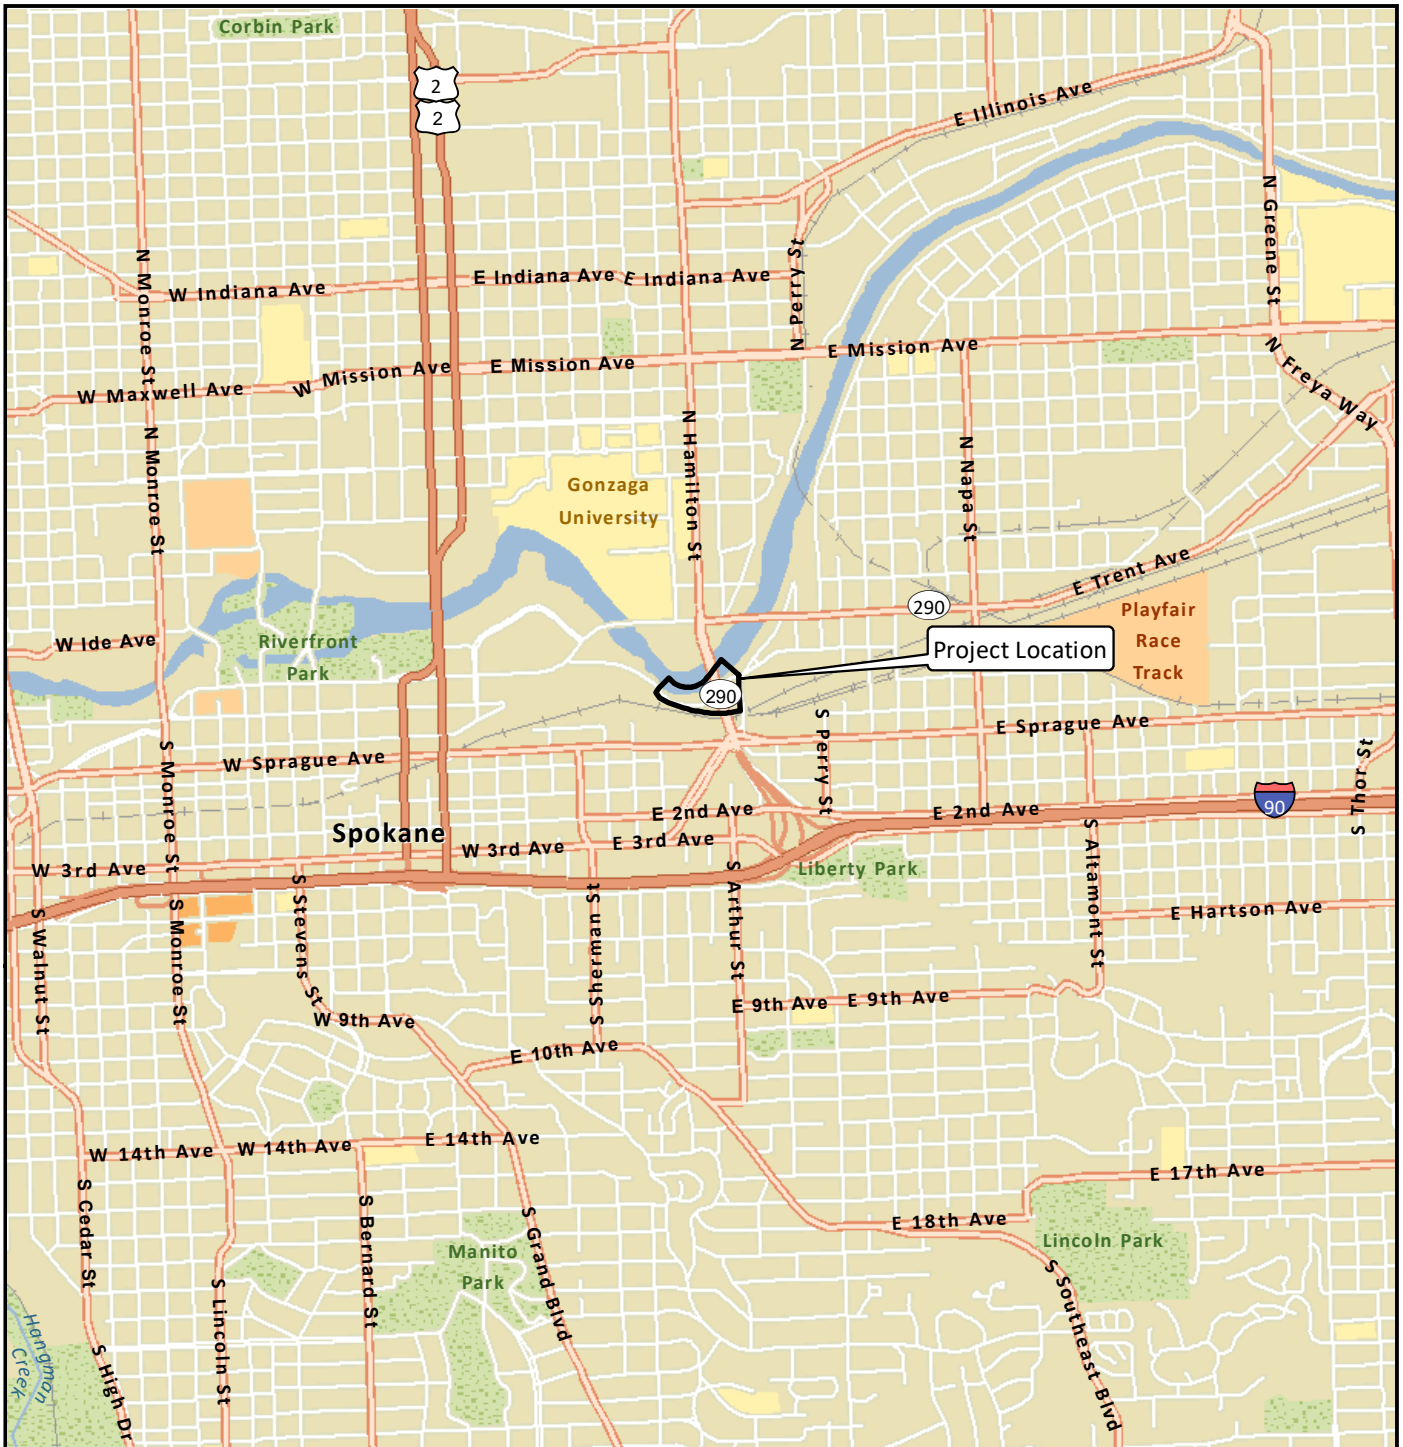 Corbin Park
2
2
E Illinois Ave
N Greene St
N Monroe St
W Indiana Ave
E Indiana Ave
E Indiana Ave
N Perry St
W Maxwell Ave
W Mission Ave
E Mission Ave
E Mission Ave
N Freya Way
N Monroe St
N Hamilton St
N Napa St
Gonzaga
University
E Trent Ave
290
Playfair
Race
Track
W Ide Ave
Riverfront
Park
Project Location
290
S Perry St
E Sprague Ave
S Monroe St
W Sprague Ave
S Thor St
E 2nd Ave
E 2nd Ave
90
Spokane
W 3rd Ave
W 3rd Ave
E 3rd Ave
S Altamont St
Liberty Park
S Walnut St
S Monroe St
S Stevens St
S Sherman St
S Arthur St
E Hartson Ave
E 9th Ave
E 9th Ave
W 9th Ave
E 10th Ave
W 14th Ave
W 14th Ave
E 14th Ave
E 17th Ave
S Cedar St
S Bernard St
S Grand Blvd
E 18th Ave
Lincoln Park
Manito
Park
S Lincoln St
S Southeast Blvd
Hangman
Creek
S High Dr